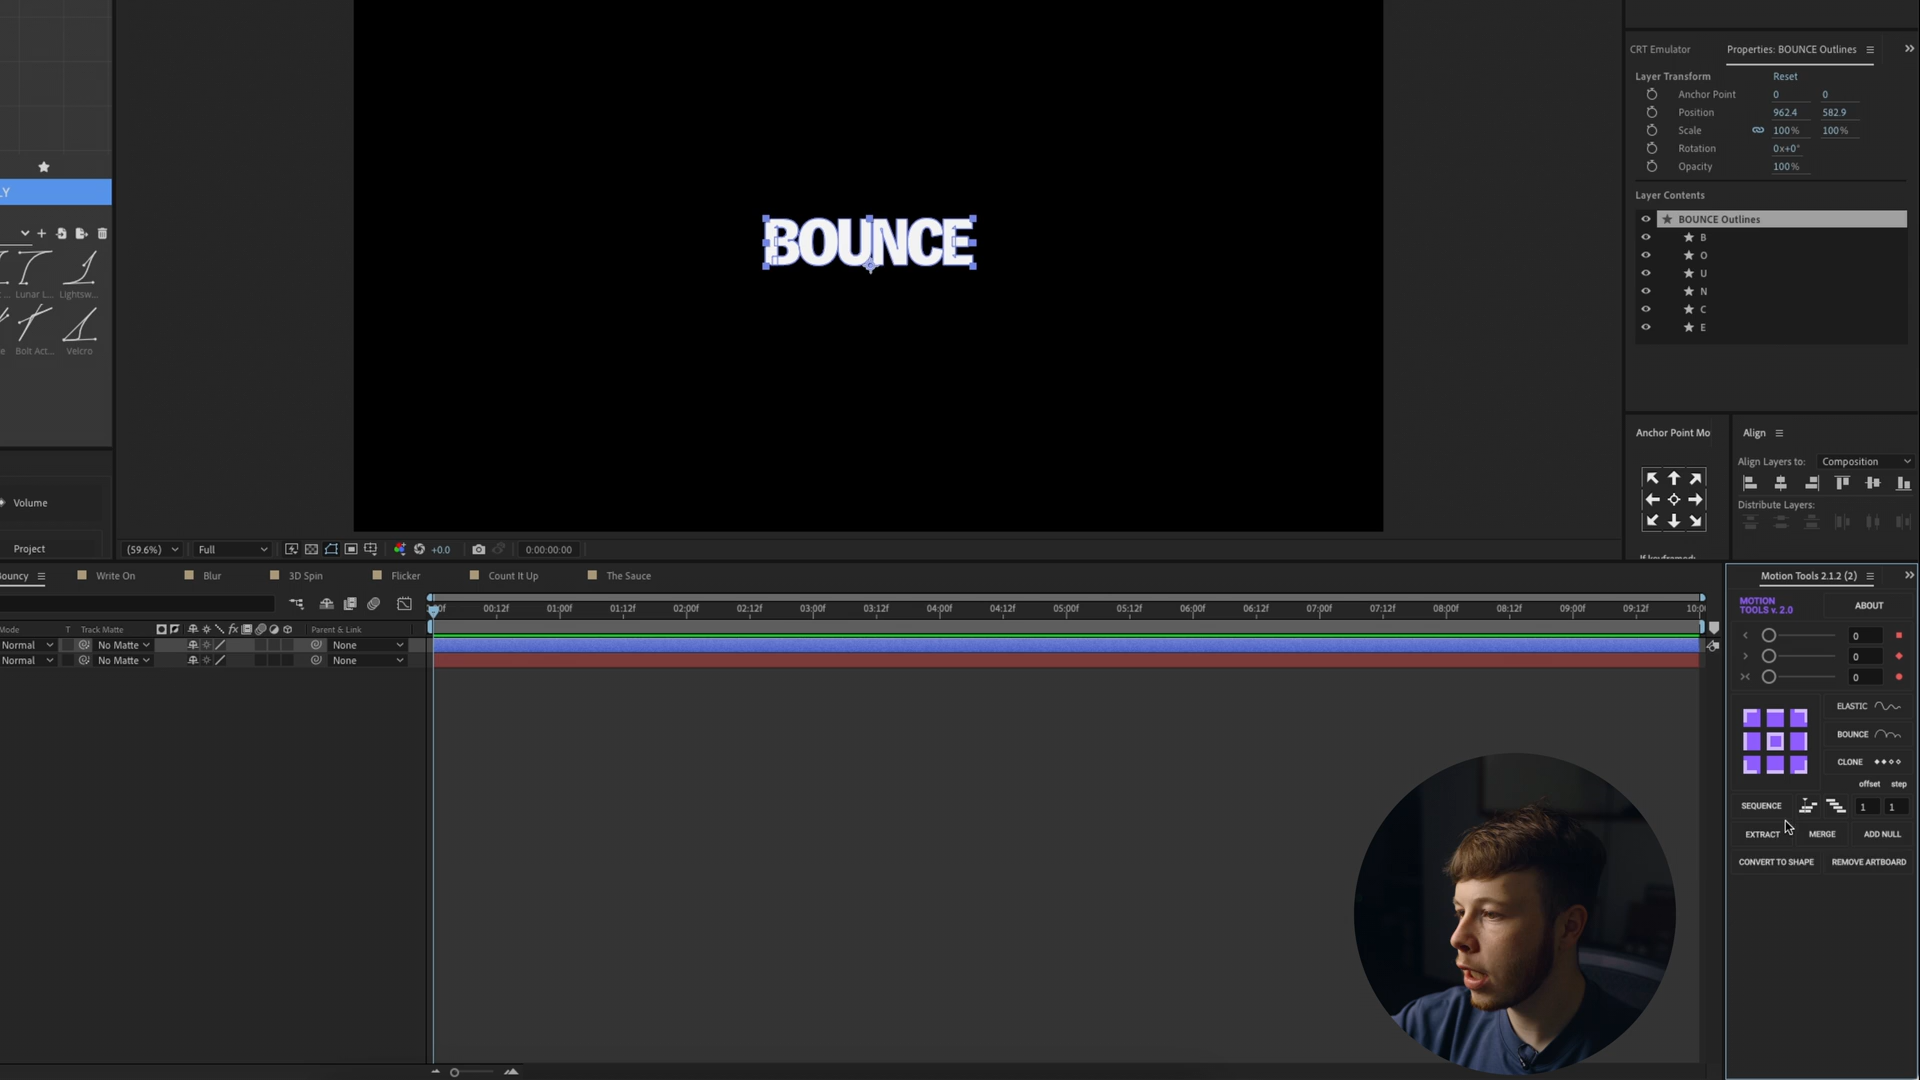 CRT Emulator
Properties: BOUNCE Outlines
Layer Transform
Reset
Anchor Point
0
0
Position
962.4
582.9
Scale
100%
100%
Rotation
0x+0°
Opacity
100%
Layer Contents
BOUNCE Outlines
B
O
U
N
C
E
BOUNCE
LY
Lunar L...
Lightsw...
Bolt Act...
Velcro
Volume
Project
(59.6%)
Full
+0.0
0:00:00:00
Anchor Point Mo
Align
Align Layers to:
Composition
Distribute Layers:
If keyframed:
Bouncy
Write On
Blur
3D Spin
Flicker
Count It Up
The Sauce
00:12f
01:00f
01:12f
02:00f
02:12f
03:00f
03:12f
04:00f
04:12f
05:00f
05:12f
06:00f
06:12f
07:00f
07:12f
08:00f
08:12f
09:00f
09:12f
10:0
Mode
T
Track Matte
fx
Parent & Link
Normal
No Matte
None
Normal
No Matte
None
Motion Tools 2.1.2 (2)
MOTION
TOOLS v. 2.0
ABOUT
0
0
0
ELASTIC
BOUNCE
CLONE
offset
step
SEQUENCE
1
1
EXTRACT
MERGE
ADD NULL
CONVERT TO SHAPE
REMOVE ARTBOARD